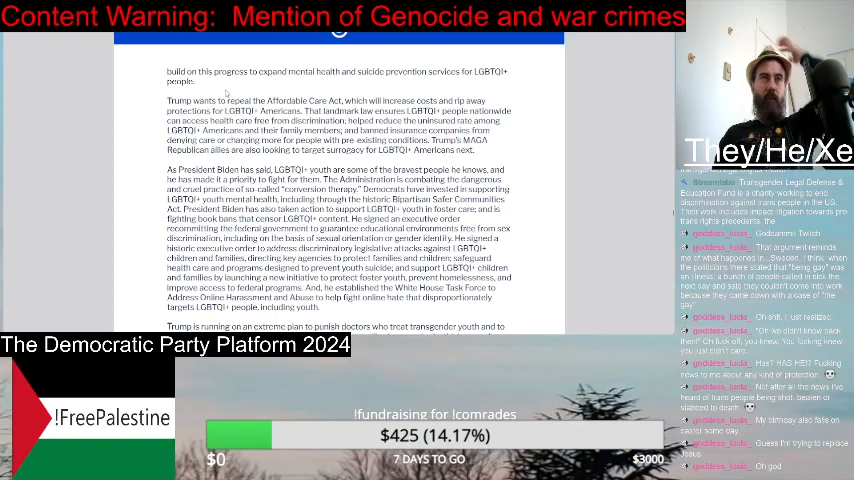 Content Warning:  Mention of Genocide and war crimes
build on this progress to expand mental health and suicide prevention services for LGBTQI+
people.
Trump wants to repeal the Affordable Care Act, which will increase costs and rip away
protections for LGBTQI+ Americans. That landmark law ensures LGBTQI+ people nationwide
can access health care free from discrimination; helped reduce the uninsured rate among
LGBTQI+ Americans and their family members; and banned insurance companies from
denying care or charging more for people with pre-existing conditions. Trump's MAGA
Republican allies are also looking to target surrogacy for LGBTQI+ Americans next.
As President Biden has said, LGBTQI+ youth are some of the bravest people he knows, and
he has made it a priority to fight for them. The Administration is combating the dangerous
and cruel practice of so-called "conversion therapy." Democrats have invested in supporting
LGBTQI+ youth mental health, including through the historic Bipartisan Safer Communities
Act. President Biden has also taken action to support LGBTQI+ youth in foster care; and is
fighting book bans that censor LGBTQI+ content. He signed an executive order
recommitting the federal government to guarantee educational environments free from sex
discrimination, including on the basis of sexual orientation or gender identity. He signed a
historic executive order to address discriminatory legislative attacks against LGBTQI+
children and families, directing key agencies to protect families and children; safeguard
health care and programs designed to prevent youth suicide; and support LGBTQI+ children
and families by launching a new initiative to protect foster youth, prevent homelessness, and
improve access to federal programs. And, he established the White House Task Force to
Address Online Harassment and Abuse to help fight online hate that disproportionately
targets LGBTQI+ people, including youth.
Trump is running on an extreme plan to punish doctors who treat transgender youth and to
They/He/Xe
Streamlabs Transgender Legal Defense &
Education Fund is a charity working to end
discrimination against trans people in the US.
Their work includes impact litigation towards pro
trans rights precedents, the
goddess_lucia_ Goddammit Twitch
goddess_lucia_ That argument reminds
me of what happened in...Sweden, I think, when
the politicians there stated that "being gay" was
an illness, a bunch of people called in sick the
next day and said they couldn't come into work
because they came down with a case of "the
gay"
goddess_lucia_ Oh shit, I just realized
goddess_lucia_ "Oh we didn't know back
then!" Oh fuck off, you knew. You fucking knew,
you just didn't care.
goddess_lucia_ Has? HAS HE!? Fucking
news to me about any kind of protection.
goddess_lucia_ Not after all the news I've
heard of trans people being shot, beaten or
stabbed to death.
goddess_lucia_ My birthday also falls on
easter some day
goddess_lucia_ Guess I'm trying to replace
Jesus
goddess_lucia_ Oh god
The Democratic Party Platform 2024
!FreePalestine
!fundraising for !comrades
$425 (14.17%)
$0
7 DAYS TO GO
$3000